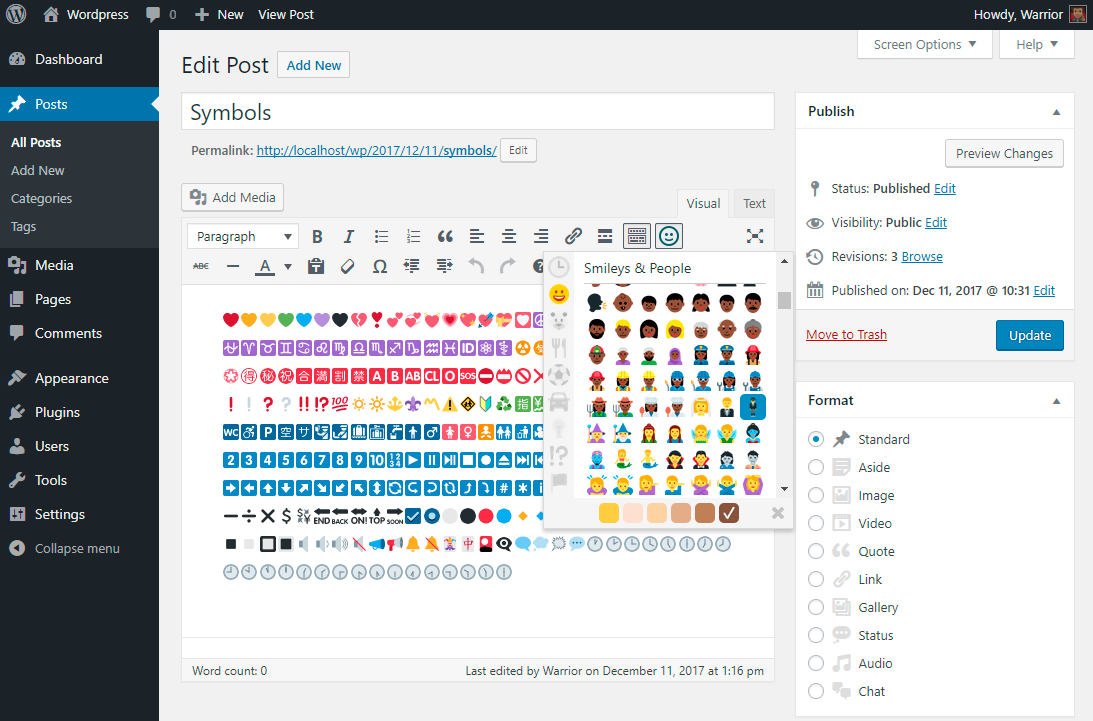 Wordpress 0 New View Post Howdy, Warrior
Dashboard
Posts
All Posts
Add New
Categories
Tags
Media
Pages
Comments
Appearance
Plugins
Users
Tools
Settings
Collapse menu
Screen Options Help
Edit Post Add New
Symbols
Permalink: http://localhost/wp/2017/12/11/symbols/ Edit
Add Media
Visual Text
Paragraph
ABC
Smileys & People
Word count: 0 Last edited by Warrior on December 11, 2017 at 1:16 pm
Publish
Preview Changes
Status: Published Edit
Visibility: Public Edit
Revisions: 3 Browse
Published on: Dec 11, 2017 @ 10:31 Edit
Move to Trash Update
Format
Standard
Aside
Image
Video
Quote
Link
Gallery
Status
Audio
Chat